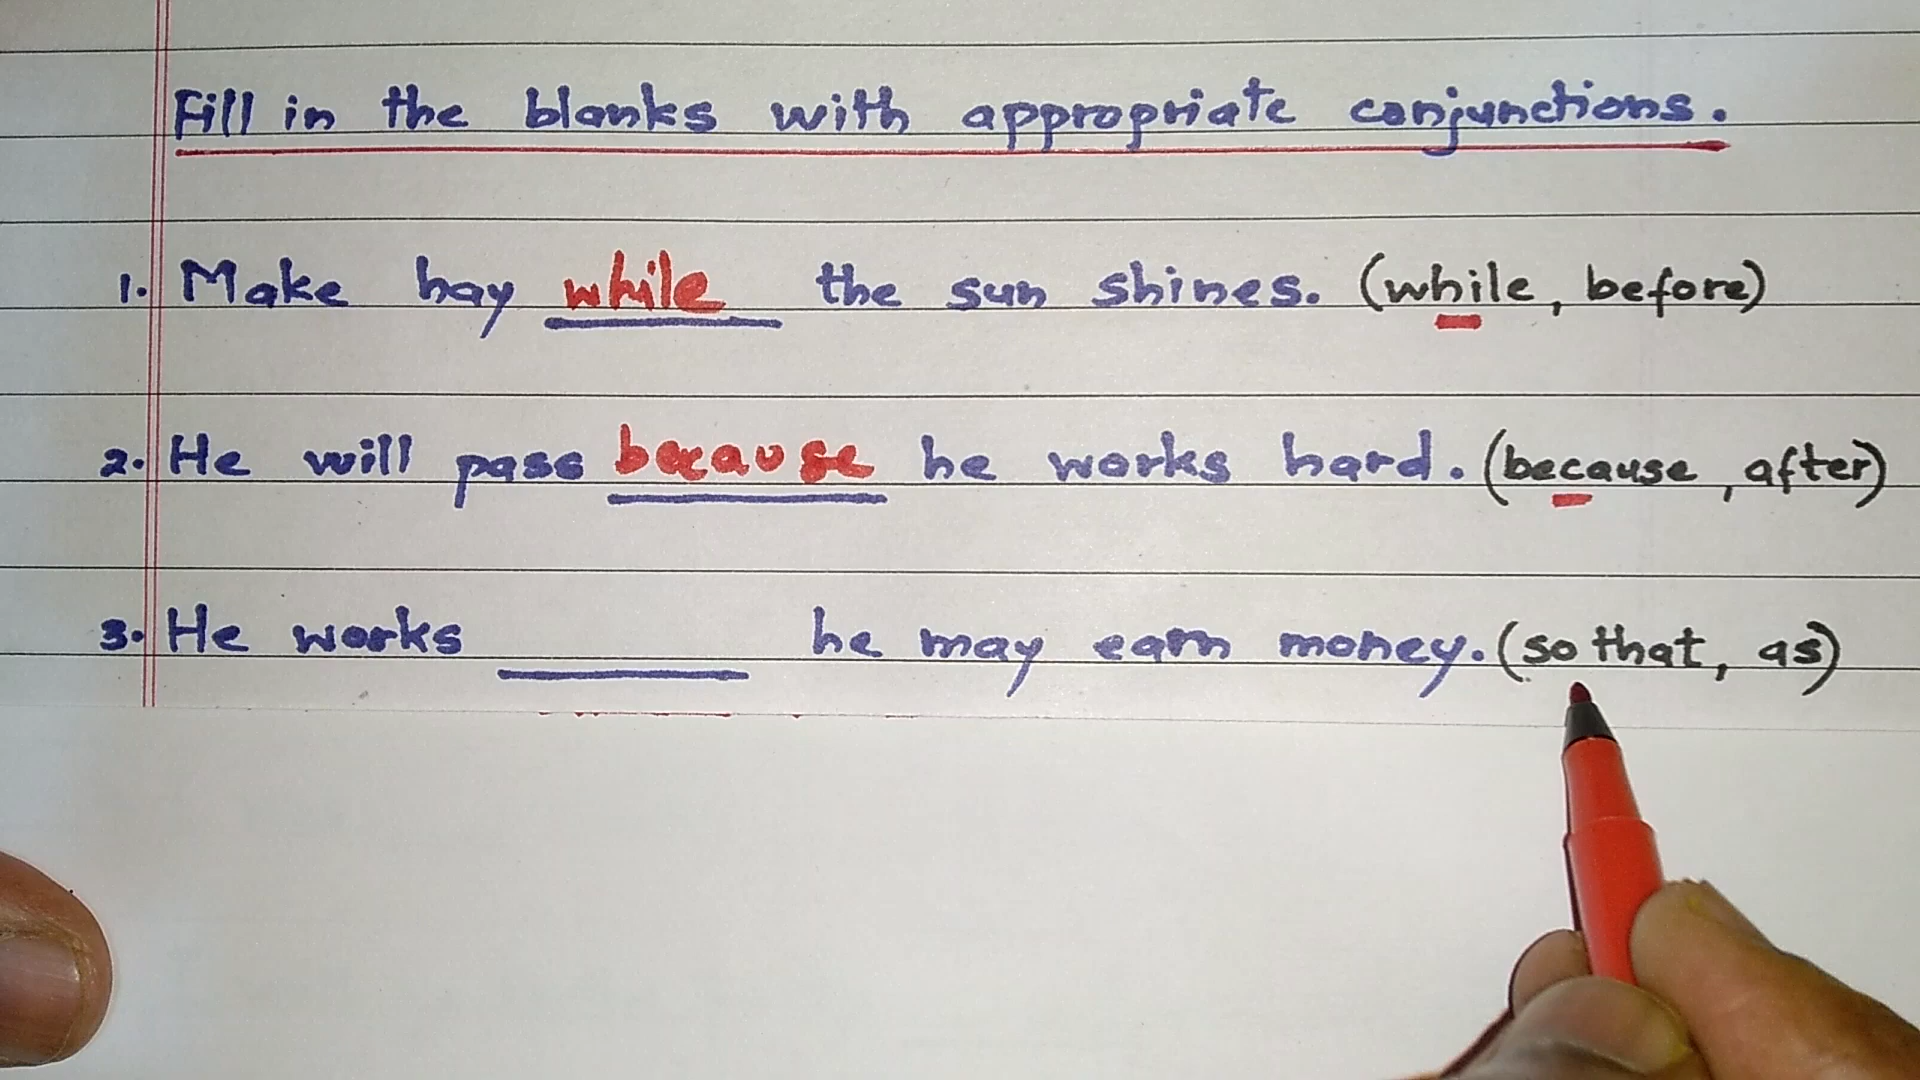 Fill in the blanks with appropriate conjunctions.
1. Make hay while the sun shines. (while, before)
2. He will pass because he works hard. (because, after)
3. He works ______ he may earn money. (so that, as)